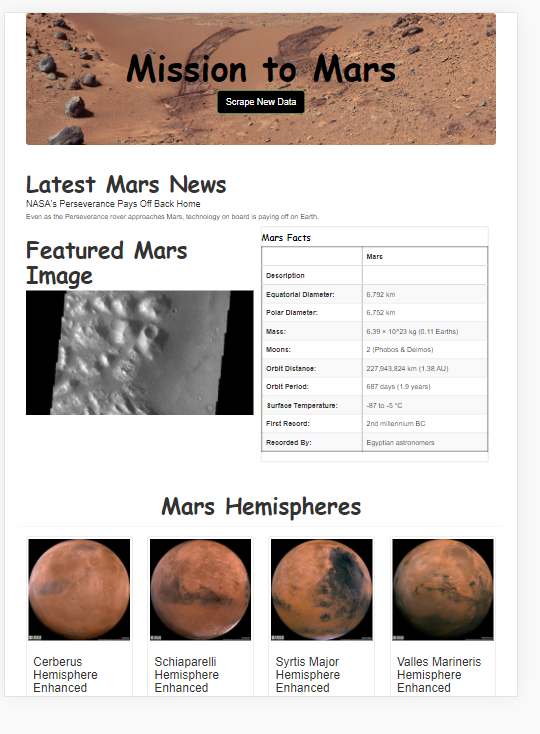 Mission to Mars
Scrape New Data
Latest Mars News
NASA's Perseverance Pays Off Back Home
Even as the Perseverance rover approaches Mars, technology on board is paying off on Earth.
Featured Mars
Image
Mars Facts
Mars
Description
Equatorial Diameter: 6,792 km
Polar Diameter: 6,752 km
Mass: 6.39 × 10^23 kg (0.11 Earths)
Moons: 2 (Phobos & Deimos)
Orbit Distance: 227,943,824 km (1.38 AU)
Orbit Period: 687 days (1.9 years)
Surface Temperature: -87 to -5 °C
First Record: 2nd millennium BC
Recorded By: Egyptian astronomers
Mars Hemispheres
Cerberus
Hemisphere
Enhanced
Schiaparelli
Hemisphere
Enhanced
Syrtis Major
Hemisphere
Enhanced
Valles Marineris
Hemisphere
Enhanced